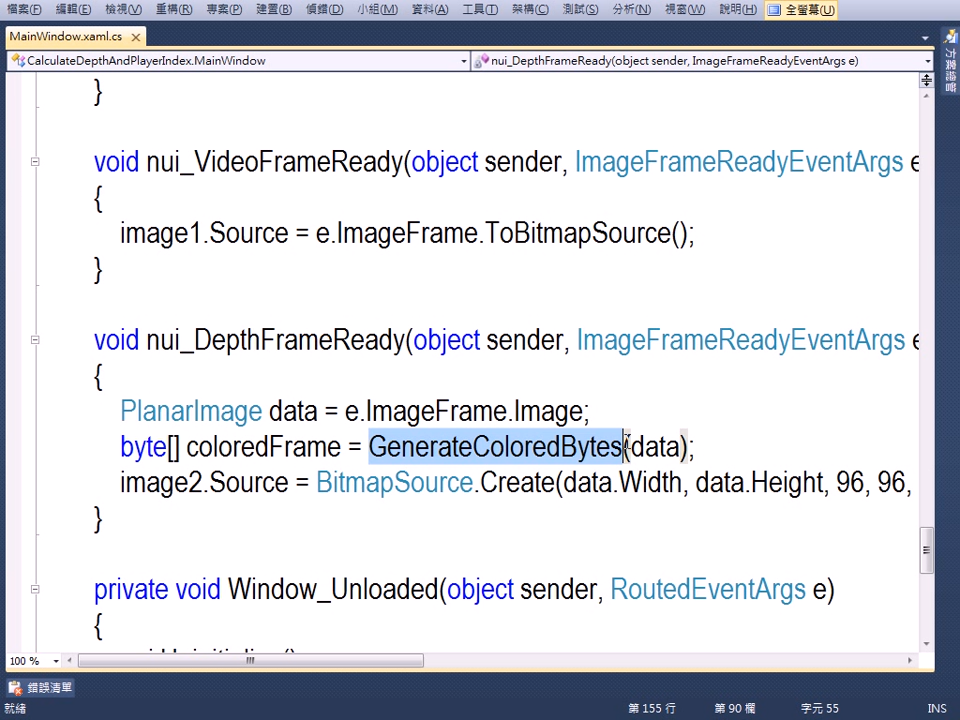 檔案(F) 編輯(E) 檢視(V) 重構(R) 專案(P) 建置(B) 偵錯(D) 小組(M) 資料(A) 工具(T) 架構(C) 測試(S) 分析(N) 視窗(W) 說明(H) 全螢幕(U)
MainWindow.xaml.cs
CalculateDepthAndPlayerIndex.MainWindow nui_DepthFrameReady(object sender, ImageFrameReadyEventArgs e)
方案總管
}
void nui_VideoFrameReady(object sender, ImageFrameReadyEventArgs e
{
image1.Source = e.ImageFrame.ToBitmapSource();
}
void nui_DepthFrameReady(object sender, ImageFrameReadyEventArgs e
{
PlanarImage data = e.ImageFrame.Image;
byte[] coloredFrame = GenerateColoredBytes(data);
image2.Source = BitmapSource.Create(data.Width, data.Height, 96, 96,
}
private void Window_Unloaded(object sender, RoutedEventArgs e)
{
100 %
錯誤清單
就緒 第 155 行 第 90 欄 字元 55 INS